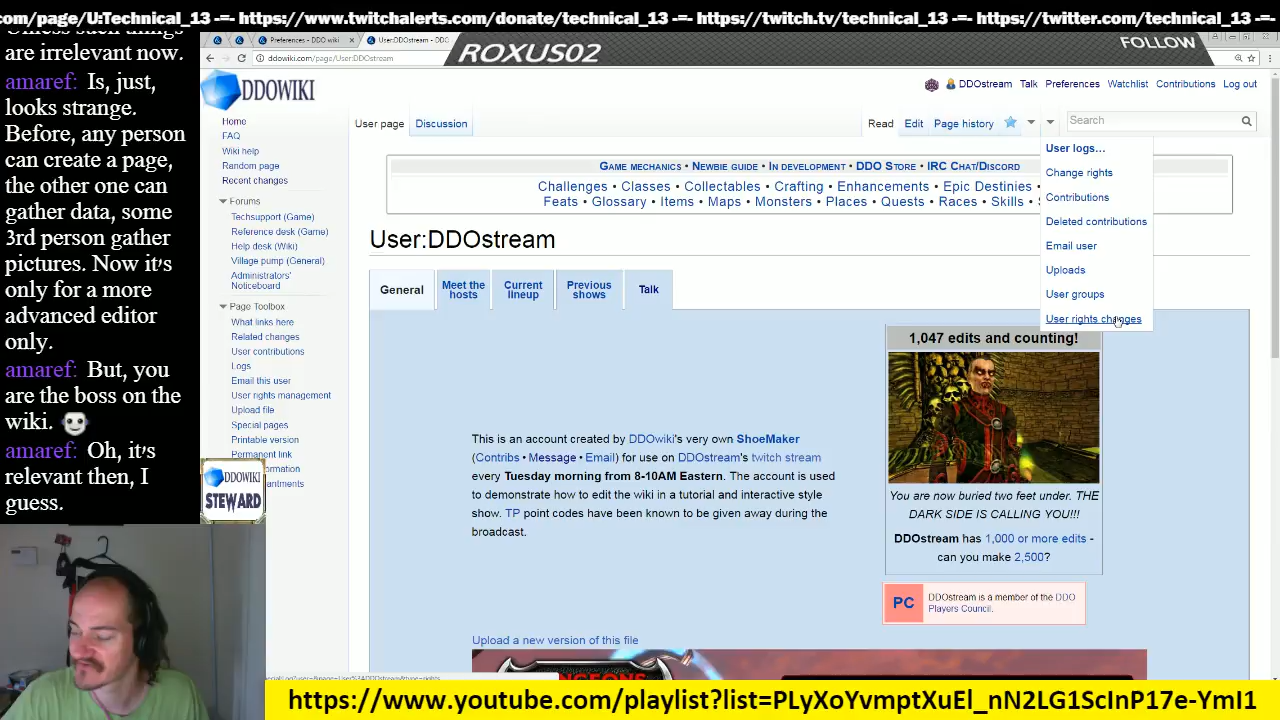 com/page/U:Technical_13 -=- https://www.twitchalerts.com/donate/technical_13 -=- https://twitch.tv/technical_13 -=- https://twitter.com/technical_13 -=-
are irrelevant now.
amaref: Is, just,
looks strange.
Before, any person
can create a page,
the other one can
gather data, some
3rd person gather
pictures. Now it's
only for a more
advanced editor
only.
amaref: But, you
are the boss on the
wiki.
amaref: Oh, it's
relevant then, I
guess.
Preferences - DDO wiki
User:DDOstream - DDO
ROXUS02
FOLLOW
ddowiki.com/page/User:DDOstream
DDOWIKI
DDOstream Talk Preferences Watchlist Contributions Log out
User page Discussion Read Edit Page history
Search
Home
FAQ
Wiki help
Random page
Recent changes
Forums
Techsupport (Game)
Reference desk (Game)
Help desk (Wiki)
Village pump (General)
Administrators'
Noticeboard
Page Toolbox
What links here
Related changes
User contributions
Logs
Email this user
User rights management
Upload file
Special pages
Printable version
Permanent link
DDOWIKI
STEWARD
User logs...
Change rights
Contributions
Deleted contributions
Email user
Uploads
User groups
User rights changes
Game mechanics • Newbie guide • In development • DDO Store • IRC Chat/Discord
Challenges • Classes • Collectables • Crafting • Enhancements • Epic Destinies •
Feats • Glossary • Items • Maps • Monsters • Places • Quests • Races • Skills •
User:DDOstream
General
Meet the
hosts
Current
lineup
Previous
shows
Talk
This is an account created by DDOwiki's very own ShoeMaker
(Contribs • Message • Email) for use on DDOstream's twitch stream
every Tuesday morning from 8-10AM Eastern. The account is used
to demonstrate how to edit the wiki in a tutorial and interactive style
show. TP point codes have been known to be given away during the
broadcast.
1,047 edits and counting!
You are now buried two feet under. THE
DARK SIDE IS CALLING YOU!!!
DDOstream has 1,000 or more edits -
can you make 2,500?
PC
DDOstream is a member of the DDO
Players Council.
Upload a new version of this file
https://www.youtube.com/playlist?list=PLyXoYvmptXuEl_nN2LG1ScInP17e-YmI1